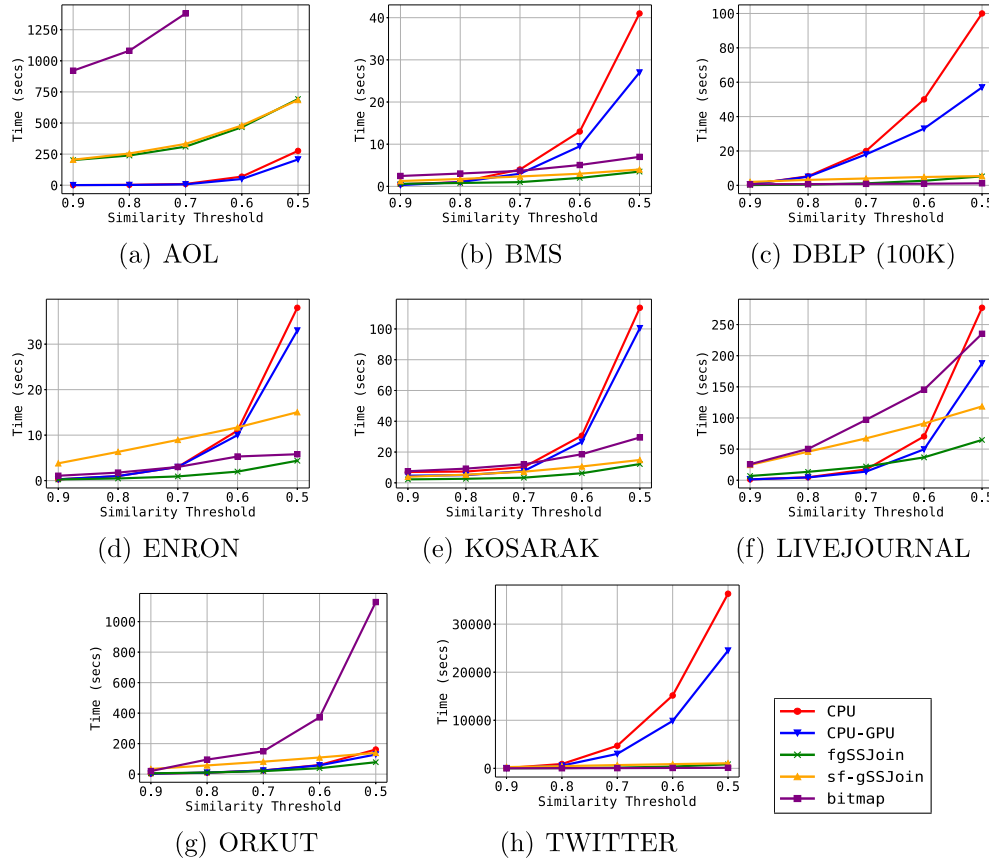 1250
1000
750
500
250
0
Time (secs)
0.9 0.8 0.7 0.6 0.5
Similarity Threshold
(a) AOL
40
30
20
10
0
Time (secs)
0.9 0.8 0.7 0.6 0.5
Similarity Threshold
(b) BMS
100
80
60
40
20
0
Time (secs)
0.9 0.8 0.7 0.6 0.5
Similarity Threshold
(c) DBLP (100K)
30
20
10
0
Time (secs)
0.9 0.8 0.7 0.6 0.5
Similarity Threshold
(d) ENRON
100
80
60
40
20
0
Time (secs)
0.9 0.8 0.7 0.6 0.5
Similarity Threshold
(e) KOSARAK
250
200
150
100
50
0
Time (secs)
0.9 0.8 0.7 0.6 0.5
Similarity Threshold
(f) LIVEJOURNAL
1000
800
600
400
200
0
Time (secs)
0.9 0.8 0.7 0.6 0.5
Similarity Threshold
(g) ORKUT
30000
20000
10000
0
Time (secs)
0.9 0.8 0.7 0.6 0.5
Similarity Threshold
(h) TWITTER
CPU
CPU-GPU
fgSSJoin
sf-gSSJoin
bitmap